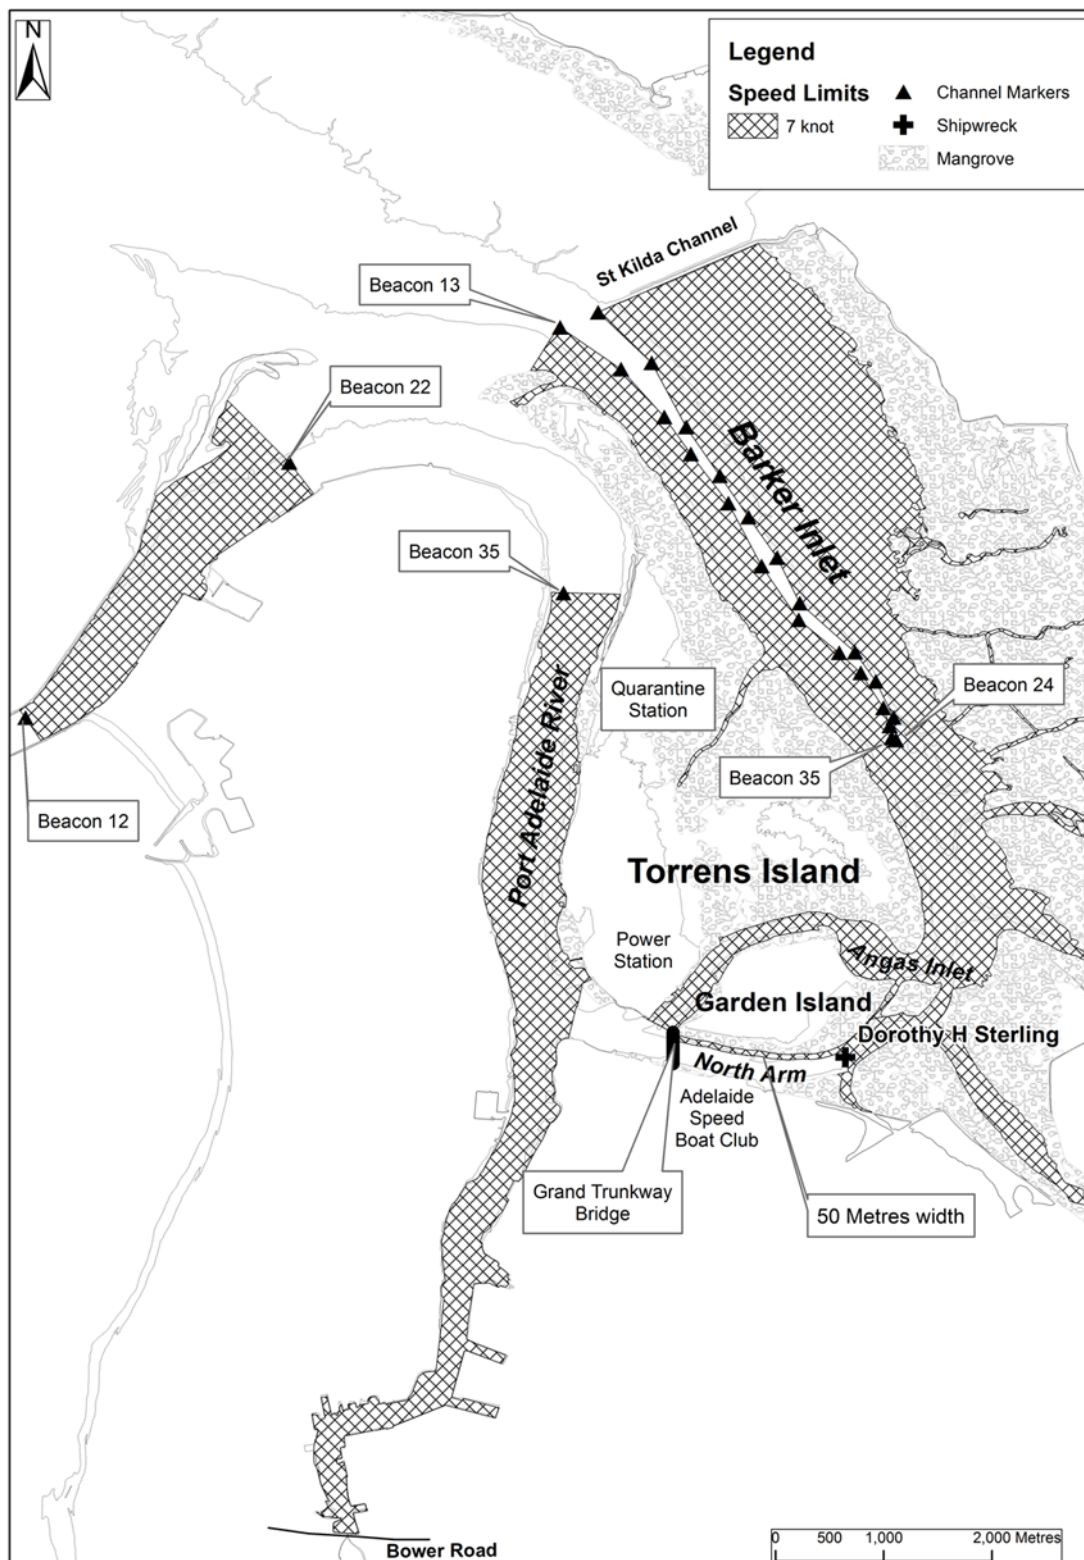 N
Legend
Speed Limits
7 knot
Channel Markers
Shipwreck
Mangrove
St Kilda Channel
Beacon 13
Beacon 22
Barker Inlet
Beacon 35
Quarantine
Station
Beacon 24
Port Adelaide River
Beacon 35
Beacon 12
Torrens Island
Power
Station
Angas Inlet
Garden Island
Dorothy H Sterling
North Arm
Adelaide
Speed
Boat Club
Grand Trunkway
Bridge
50 Metres width
Bower Road
0 500 1,000 2,000 Metres